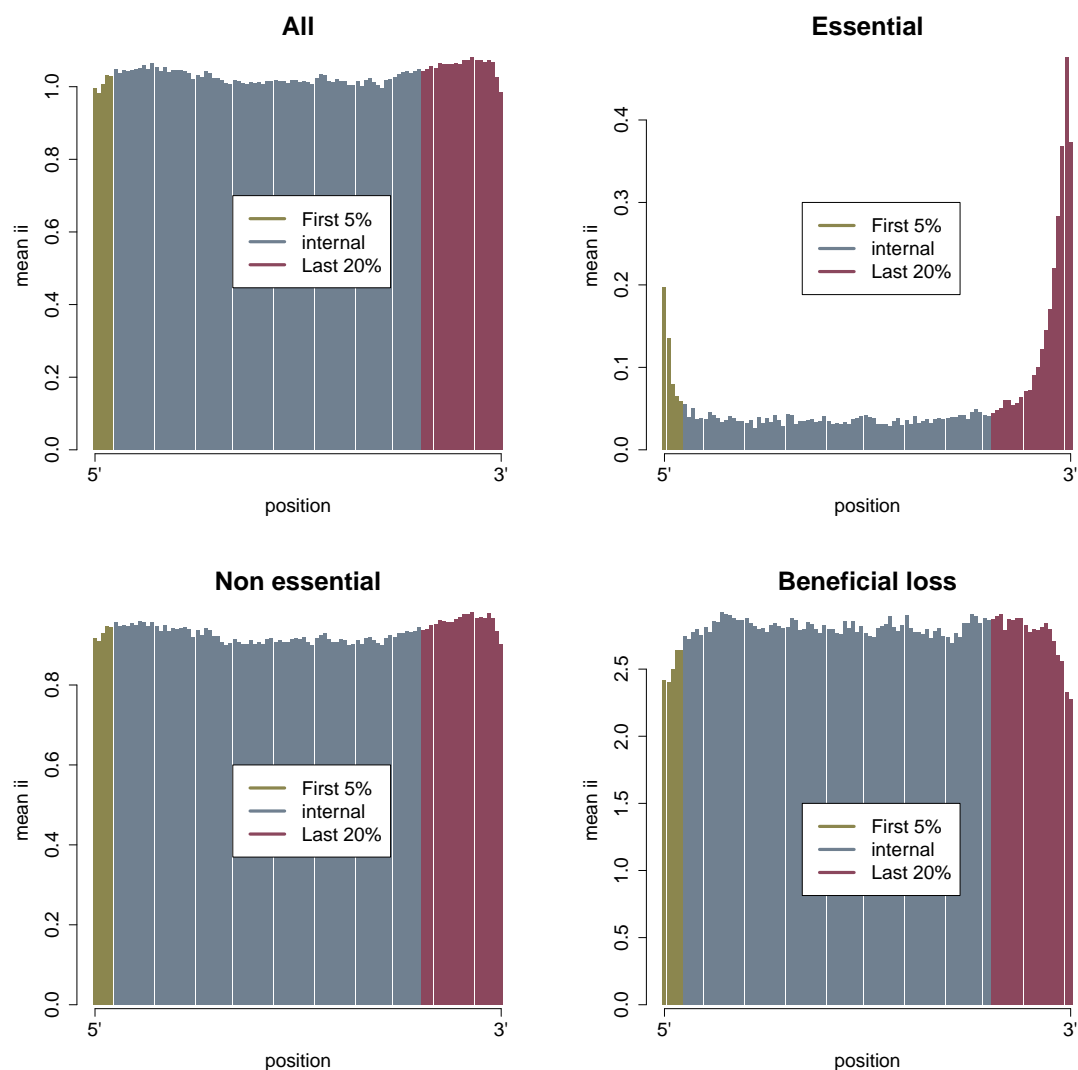 All
mean ii
0.0
0.2
0.4
0.6
0.8
1.0
First 5%
internal
Last 20%
5'
3'
position
Essential
mean ii
0.0
0.1
0.2
0.3
0.4
First 5%
internal
Last 20%
5'
3'
position
Non essential
mean ii
0.0
0.2
0.4
0.6
0.8
First 5%
internal
Last 20%
5'
3'
position
Beneficial loss
mean ii
0.0
0.5
1.0
1.5
2.0
2.5
First 5%
internal
Last 20%
5'
3'
position